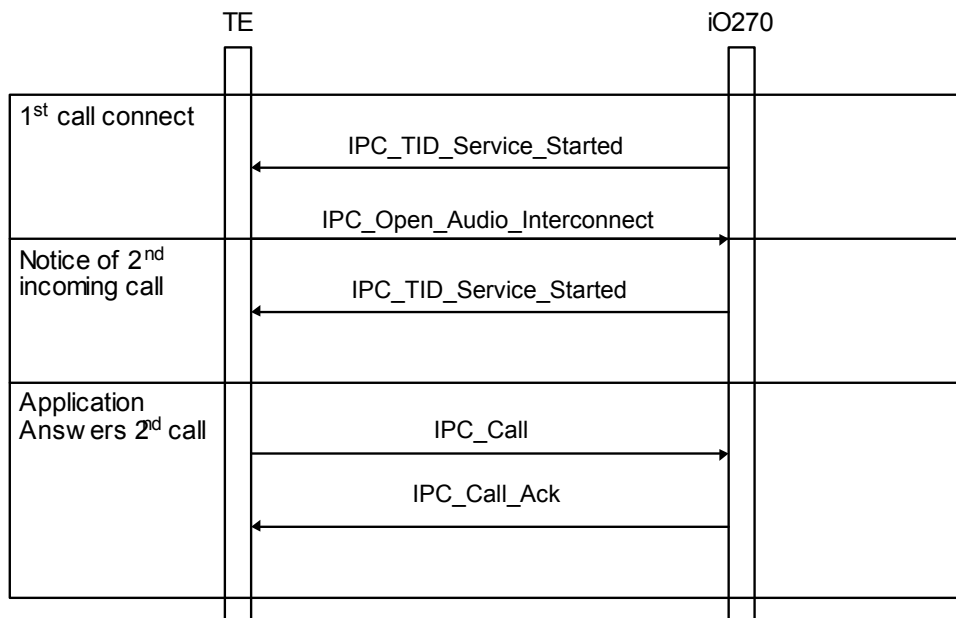 TE iO270
1st call connect
IPC_TID_Service_Started
IPC_Open_Audio_Interconnect
Notice of 2nd
incoming call
IPC_TID_Service_Started
Application
Answers 2nd call
IPC_Call
IPC_Call_Ack